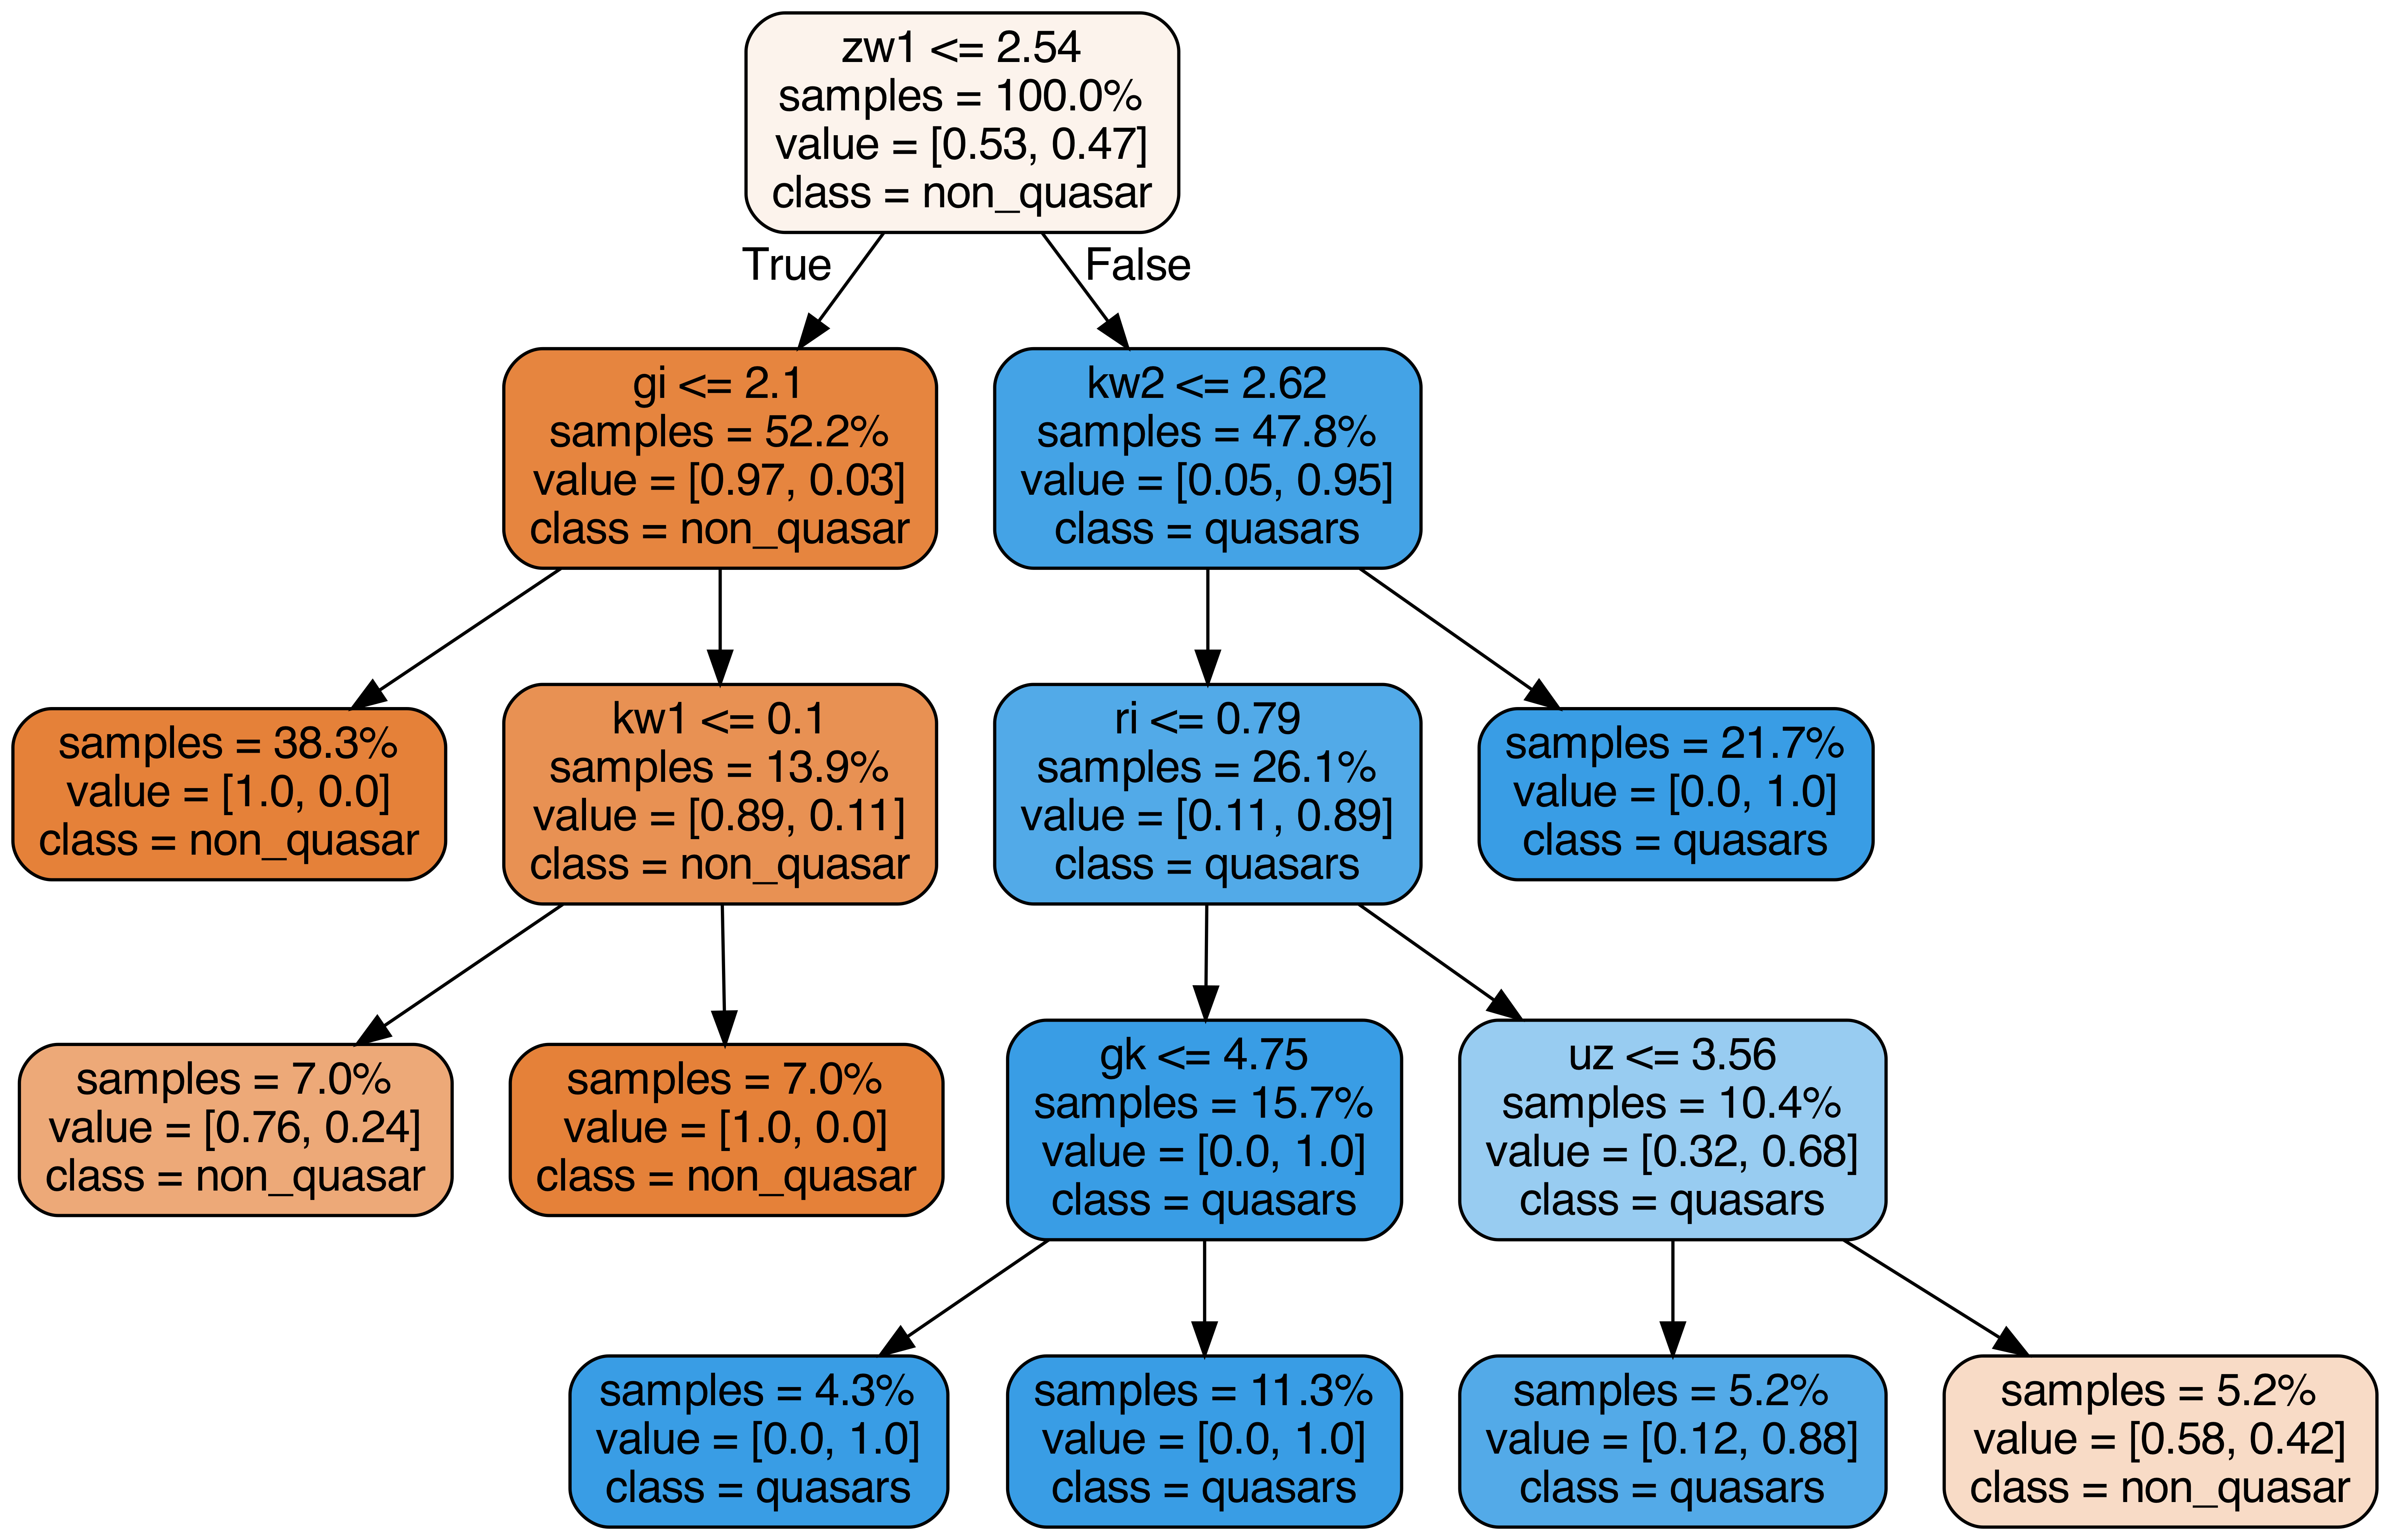 zw1 <= 2.54
samples = 100.0%
value = [0.53, 0.47]
class = non_quasar
True
False
gi <= 2.1
samples = 52.2%
value = [0.97, 0.03]
class = non_quasar
kw2 <= 2.62
samples = 47.8%
value = [0.05, 0.95]
class = quasars
samples = 38.3%
value = [1.0, 0.0]
class = non_quasar
kw1 <= 0.1
samples = 13.9%
value = [0.89, 0.11]
class = non_quasar
ri <= 0.79
samples = 26.1%
value = [0.11, 0.89]
class = quasars
samples = 21.7%
value = [0.0, 1.0]
class = quasars
samples = 7.0%
value = [0.76, 0.24]
class = non_quasar
samples = 7.0%
value = [1.0, 0.0]
class = non_quasar
gk <= 4.75
samples = 15.7%
value = [0.0, 1.0]
class = quasars
uz <= 3.56
samples = 10.4%
value = [0.32, 0.68]
class = quasars
samples = 4.3%
value = [0.0, 1.0]
class = quasars
samples = 11.3%
value = [0.0, 1.0]
class = quasars
samples = 5.2%
value = [0.12, 0.88]
class = quasars
samples = 5.2%
value = [0.58, 0.42]
class = non_quasar